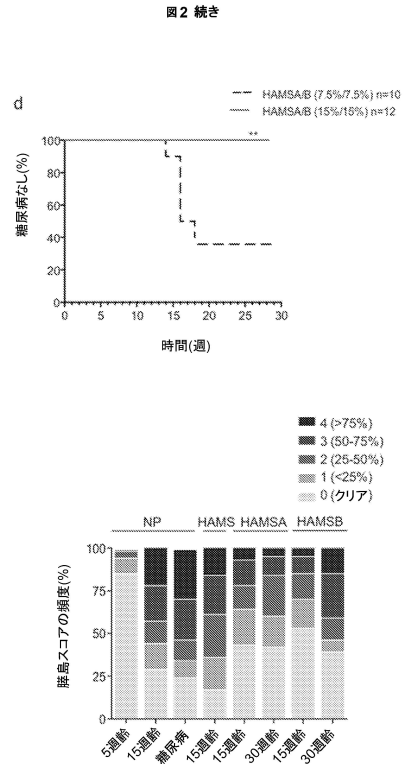 図2 続き
d
HAMSA/B (7.5%/7.5%) n=10
HAMSA/B (15%/15%) n=12
**
糖尿病なし(%)
100
80
60
40
20
0
0 5 10 15 20 25 30
時間(週)
4 (>75%)
3 (50-75%)
2 (25-50%)
1 (<25%)
0 (クリア)
NP HAMS HAMSA HAMSB
膵島スコアの頻度(%)
100
75
50
25
0
5週齢 15週齢 糖尿病 15週齢 15週齢 30週齢 15週齢 30週齢